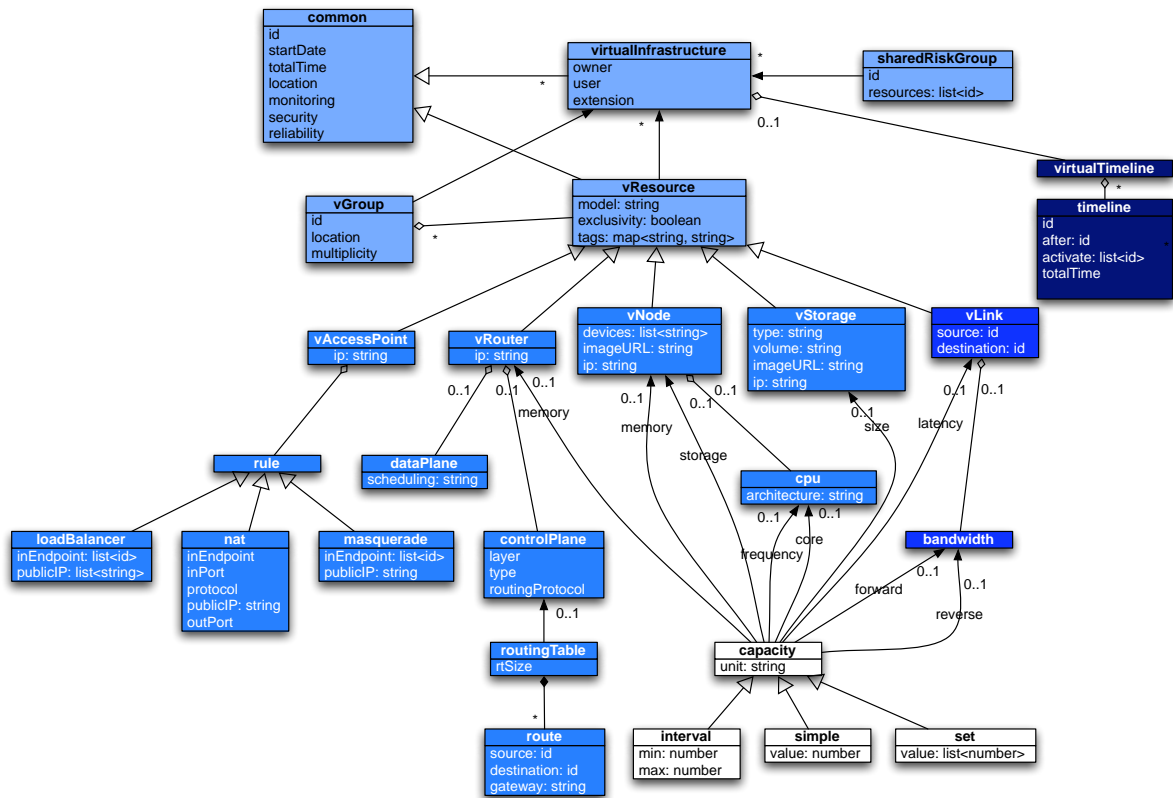 common
id
startDate
totalTime
location
monitoring
security
reliability
virtualInfrastructure
owner
user
extension
sharedRiskGroup
id
resources: list<id>
*
*
*
0..1
virtualTimeline
*
timeline
id
after: id
activate: list<id>
totalTime
vGroup
id
location
multiplicity
*
vResource
model: string
exclusivity: boolean
tags: map<string, string>
vAccessPoint
ip: string
vRouter
ip: string
vNode
devices: list<string>
imageURL: string
ip: string
vStorage
type: string
volume: string
imageURL: string
ip: string
vLink
source: id
destination: id
0..1
0..1
0..1
0..1
0..1
0..1
0..1
0..1
0..1
memory
memory
storage
size
latency
rule
dataPlane
scheduling: string
cpu
architecture: string
0..1
0..1
frequency
core
loadBalancer
inEndpoint: list<id>
publicIP: list<string>
nat
inEndpoint
inPort
protocol
publicIP: string
outPort
masquerade
inEndpoint: list<id>
publicIP: string
controlPlane
layer
type
routingProtocol
0..1
bandwidth
0..1
0..1
forward
reverse
routingTable
rtSize
*
route
source: id
destination: id
gateway: string
capacity
unit: string
interval
min: number
max: number
simple
value: number
set
value: list<number>